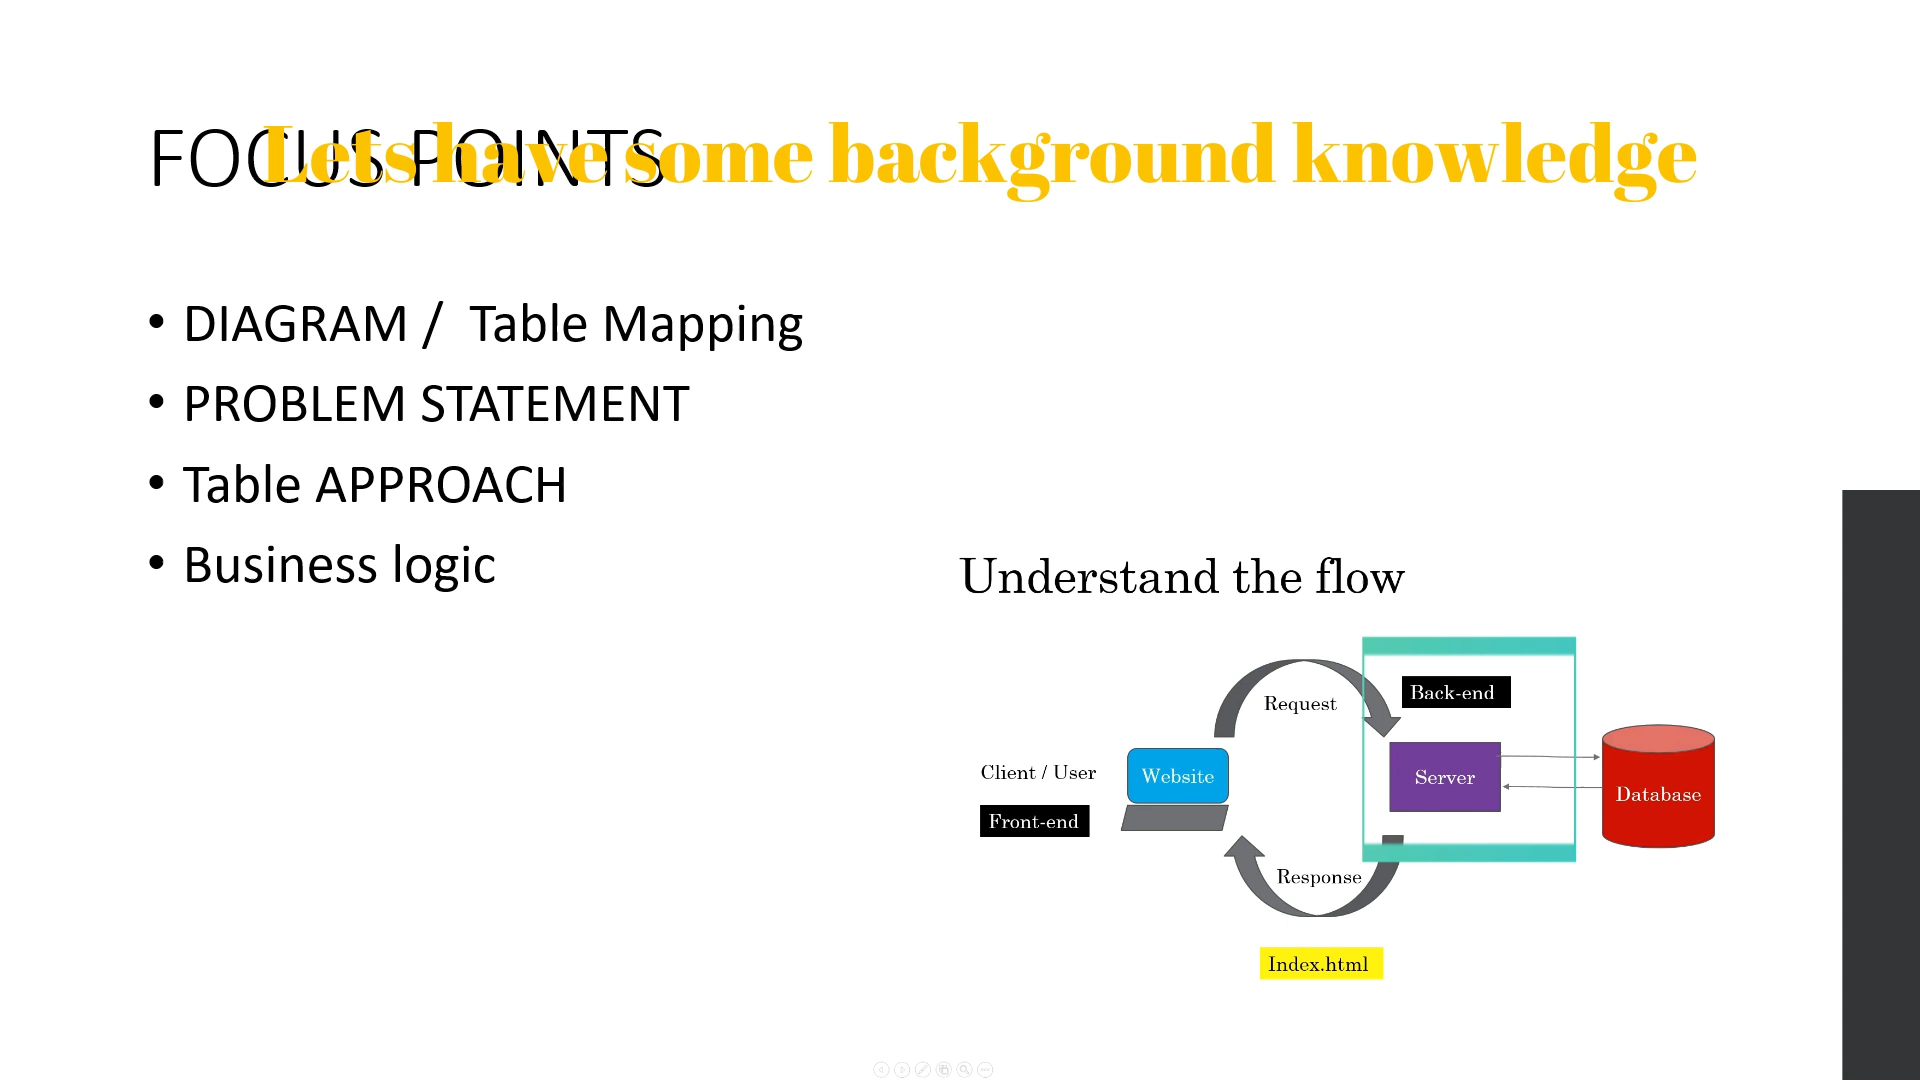 FOCUS POINTS
Lets have some background knowledge
• DIAGRAM /  Table Mapping
• PROBLEM STATEMENT
• Table APPROACH
• Business logic
Understand the flow
Request
Back-end
Client / User
Website
Server
Database
Front-end
Response
Index.html